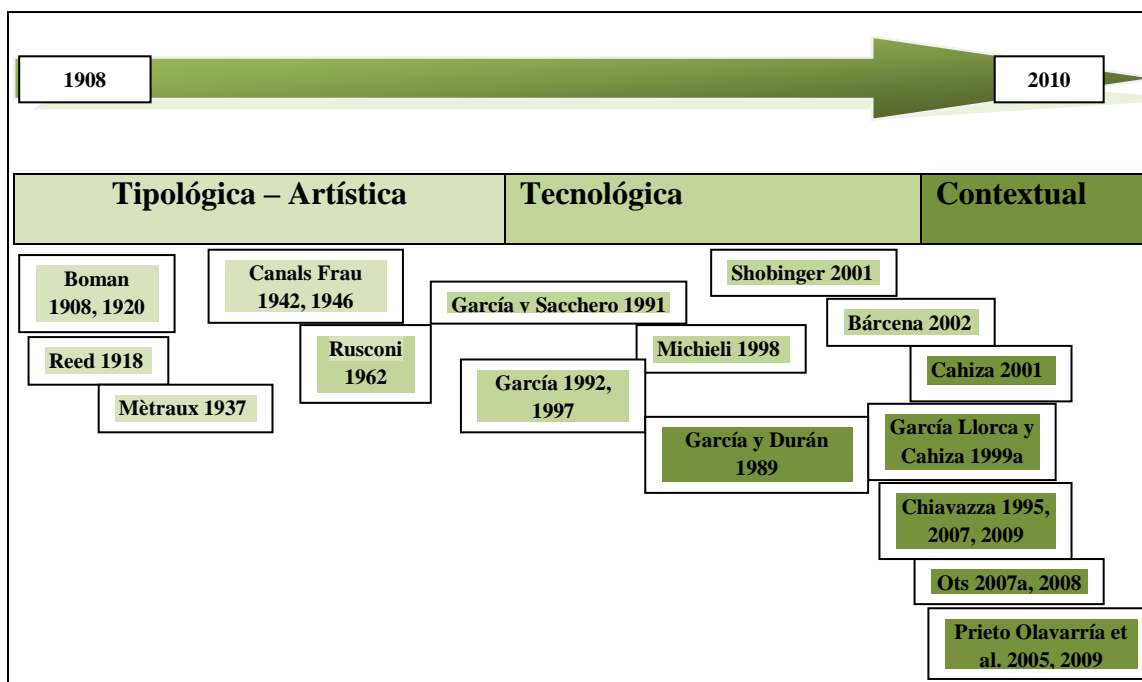 1908
2010
Tipológica – Artística
Tecnológica
Contextual
Boman
1908, 1920
Canals Frau
1942, 1946
Shobinger 2001
García y Sacchero 1991
Bárcena 2002
Reed 1918
Rusconi
1962
Michieli 1998
Cahiza 2001
García 1992,
1997
Mètraux 1937
García y Durán
1989
García Llorca y
Cahiza 1999a
Chiavazza 1995,
2007, 2009
Ots 2007a, 2008
Prieto Olavarría et
al. 2005, 2009